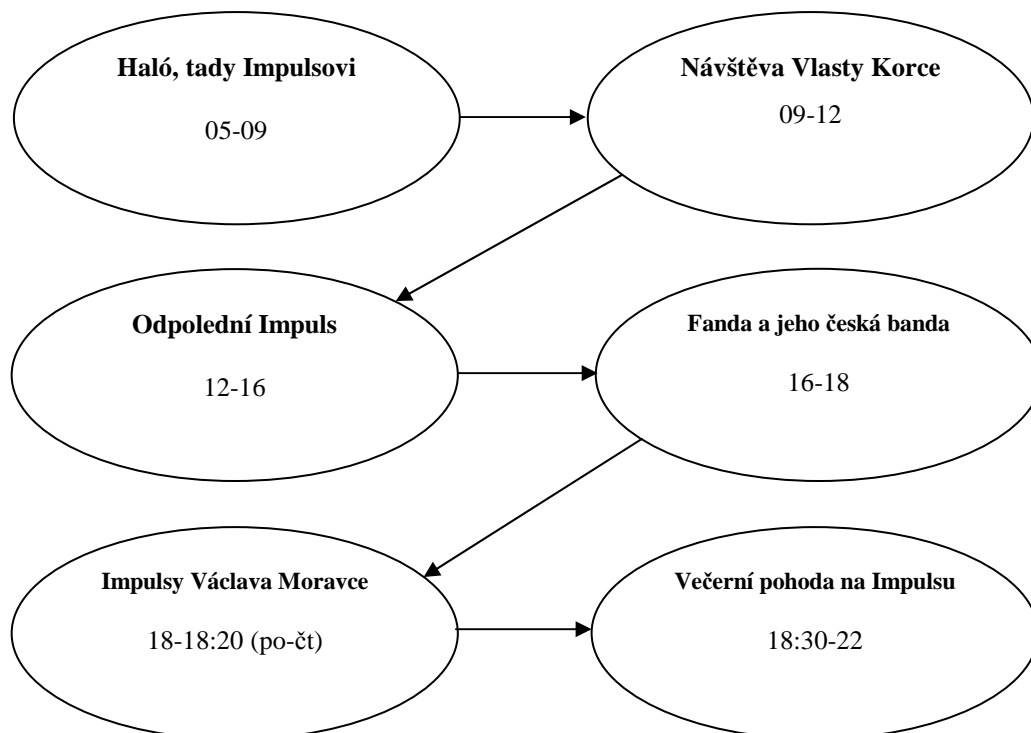 Haló, tady Impulsovi
05-09
Návštěva Vlasty Korce
09-12
Odpolední Impuls
12-16
Fanda a jeho česká banda
16-18
Impulsy Václava Moravce
18-18:20 (po-čt)
Večerní pohoda na Impulsu
18:30-22